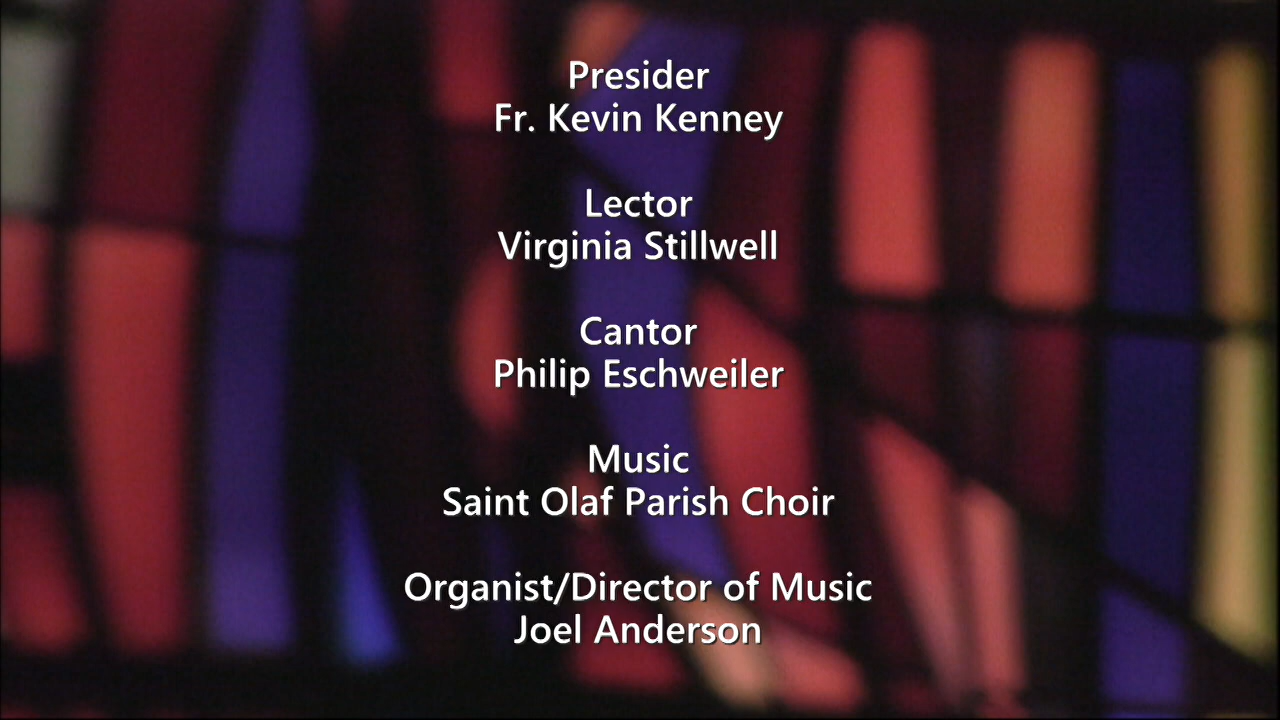 Presider
Fr. Kevin Kenney
Lector
Virginia Stillwell
Cantor
Philip Eschweiler
Music
Saint Olaf Parish Choir
Organist/Director of Music
Joel Anderson